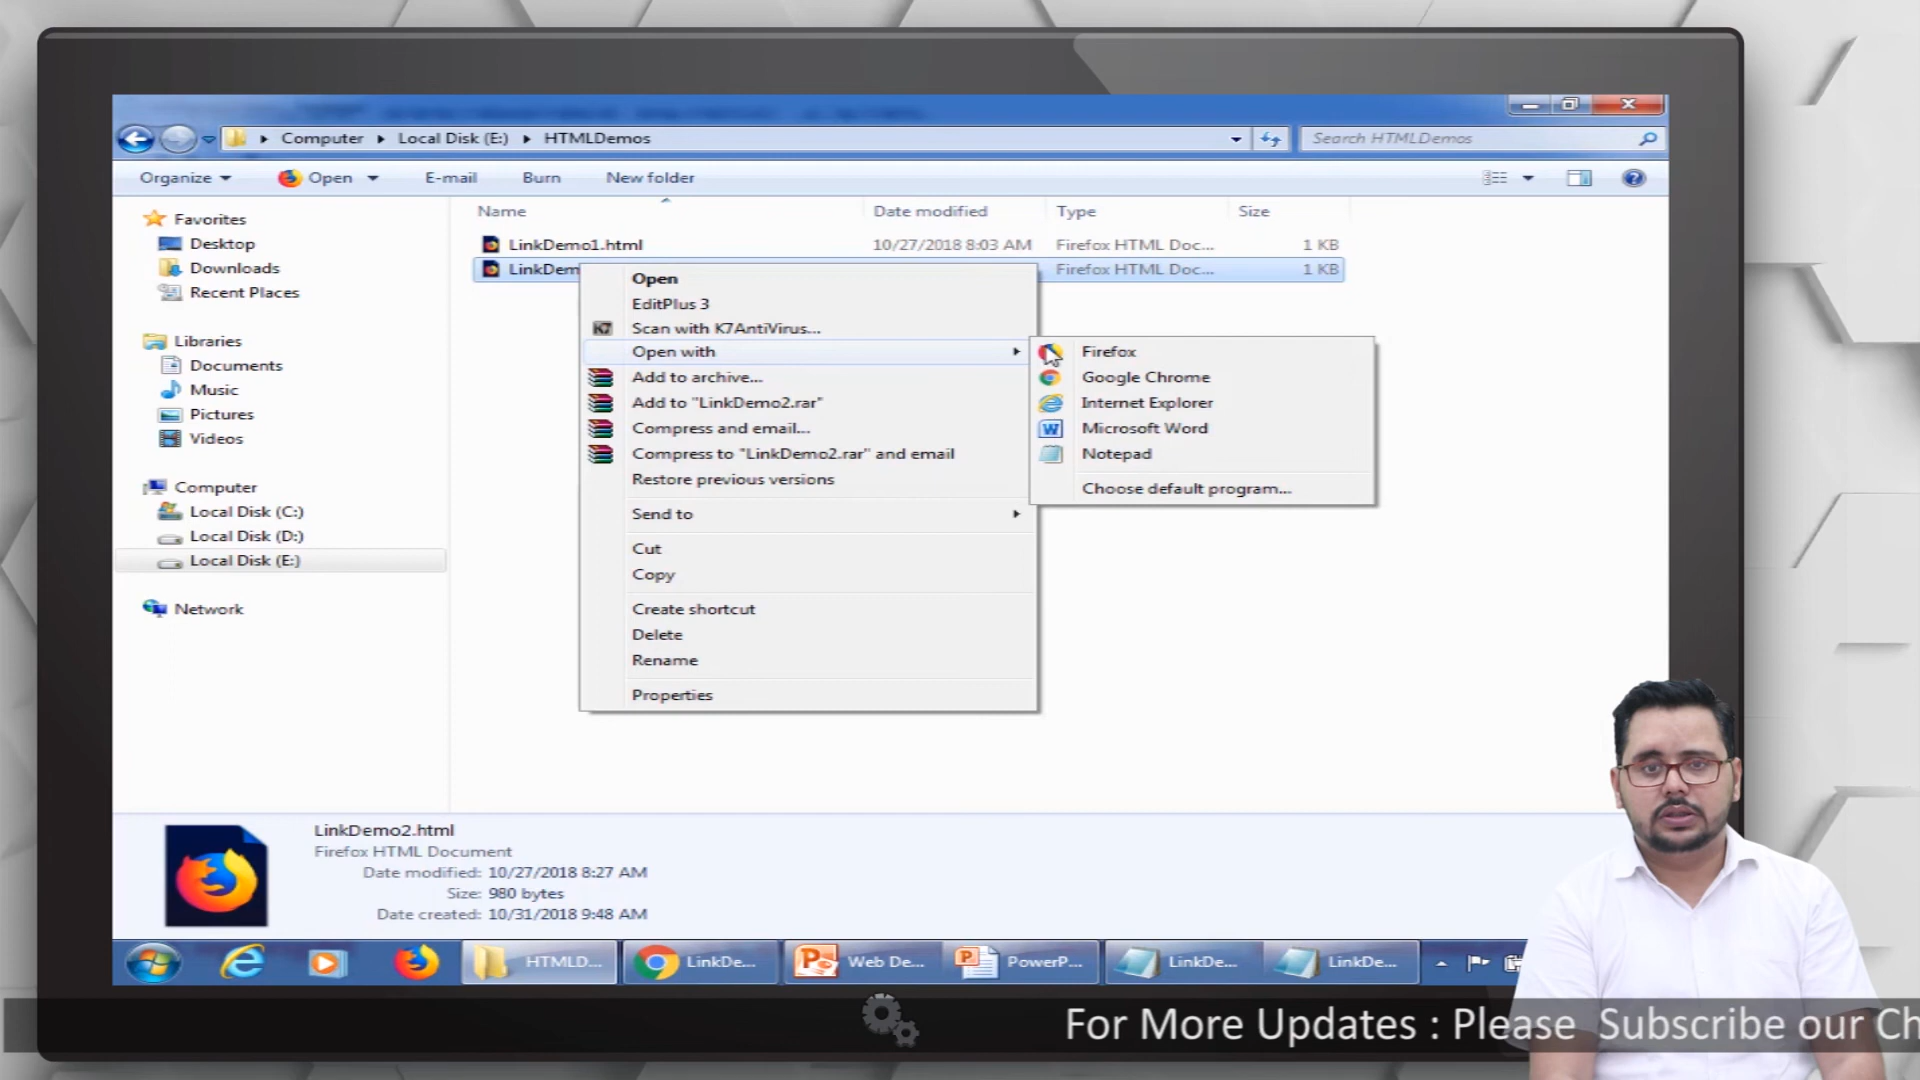 Computer Local Disk (E:) HTMLDemos
Search HTMLDemos
Organize Open E-mail Burn New folder
Name Date modified Type Size
LinkDemo1.html 10/27/2018 8:03 AM Firefox HTML Doc... 1 KB
LinkDem Firefox HTML Doc... 1 KB
Favorites
Desktop
Downloads
Recent Places
Libraries
Documents
Music
Pictures
Videos
Computer
Local Disk (C:)
Local Disk (D:)
Local Disk (E:)
Network
Open
EditPlus 3
K7 Scan with K7AntiVirus...
Open with
Add to archive...
Add to "LinkDemo2.rar"
Compress and email...
Compress to "LinkDemo2.rar" and email
Restore previous versions
Send to
Cut
Copy
Create shortcut
Delete
Rename
Properties
Firefox
Google Chrome
Internet Explorer
Microsoft Word
Notepad
Choose default program...
LinkDemo2.html
Firefox HTML Document
Date modified: 10/27/2018 8:27 AM
Size: 980 bytes
Date created: 10/31/2018 9:48 AM
HTMLD... LinkDe... Web De... PowerP... LinkDe... LinkDe...
For More Updates : Please Subscribe our Ch